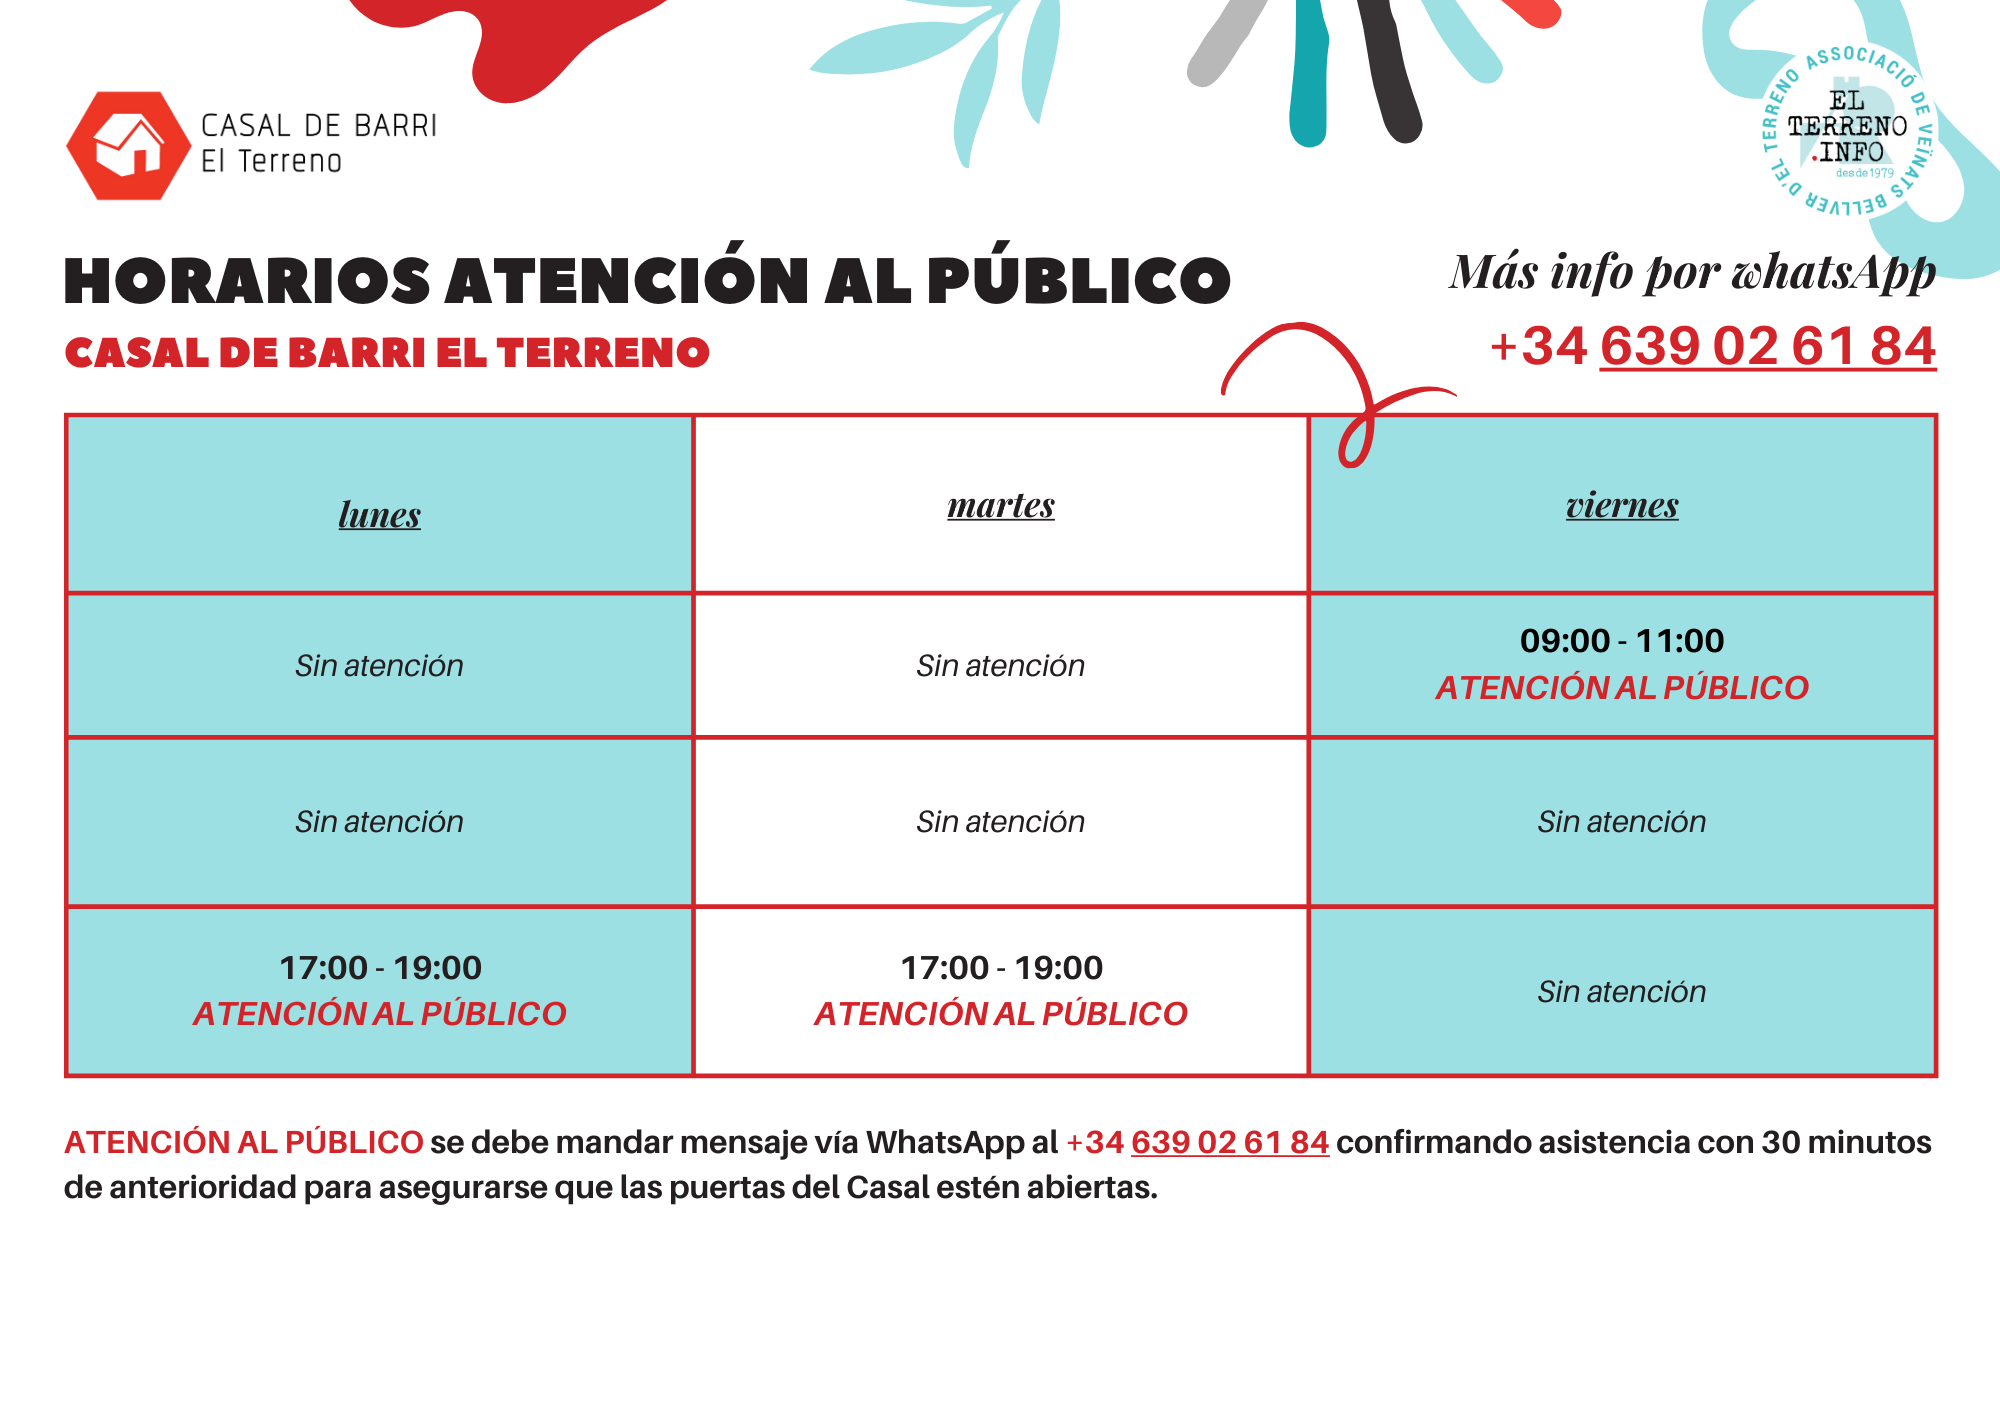 CASAL DE BARRI
El Terreno
ASSOCIACIÓ DE VEÏNATS BELLVER D'EL TERRENO
EL
TERRENO
.INFO
desde 1979
HORARIOS ATENCIÓN AL PÚBLICO
CASAL DE BARRI EL TERRENO
Más info por whatsApp
+34 639 02 61 84
lunes martes viernes
Sin atención Sin atención 09:00 - 11:00
ATENCIÓN AL PÚBLICO
Sin atención Sin atención Sin atención
17:00 - 19:00 17:00 - 19:00 Sin atención
ATENCIÓN AL PÚBLICO ATENCIÓN AL PÚBLICO
ATENCIÓN AL PÚBLICO se debe mandar mensaje vía WhatsApp al +34 639 02 61 84 confirmando asistencia con 30 minutos
de anterioridad para asegurarse que las puertas del Casal estén abiertas.